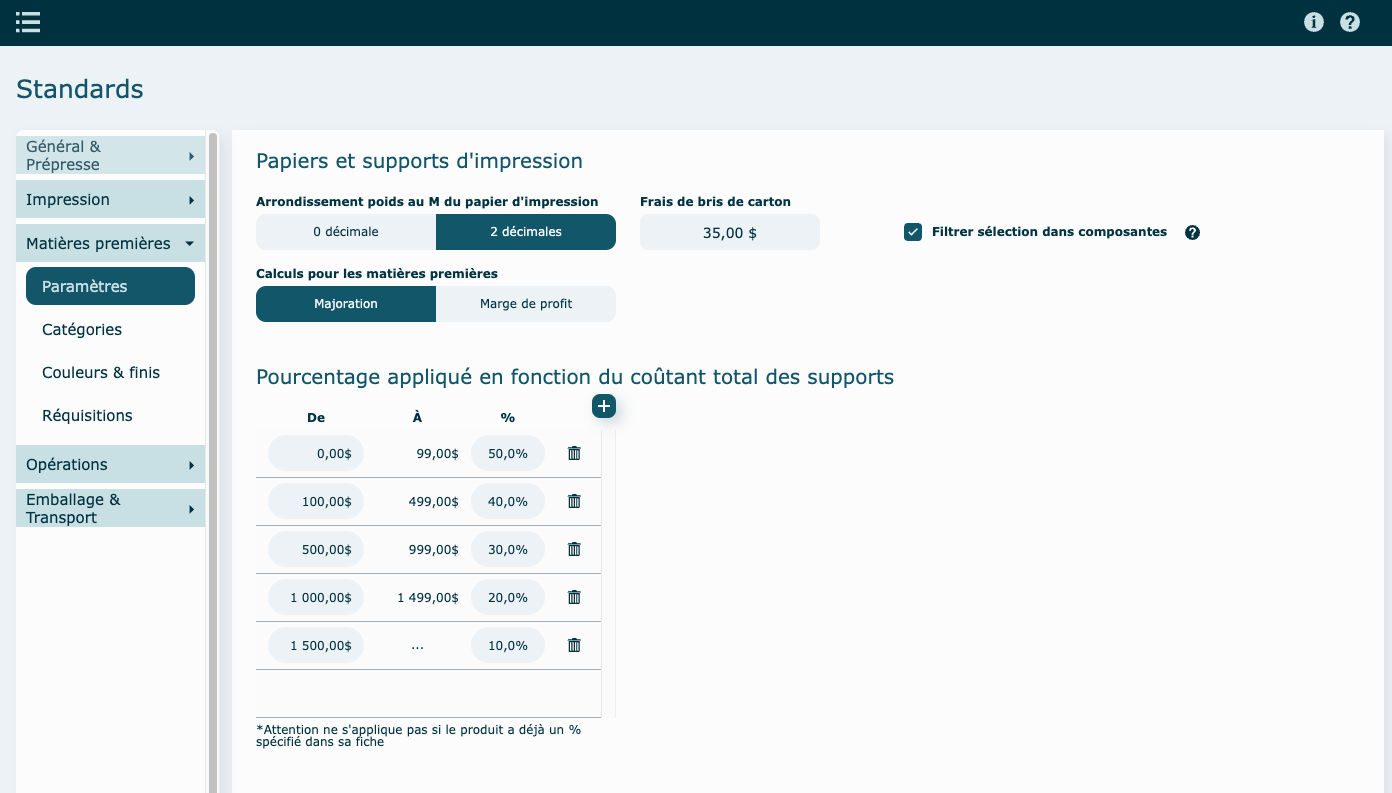 Standards
Général &
Prépresse
Impression
Matières premières
Paramètres
Catégories
Couleurs & finis
Réquisitions
Opérations
Emballage &
Transport
Papiers et supports d'impression
Arrondissement poids au M du papier d'impression
0 décimale
2 décimales
Frais de bris de carton
35,00 $
Filtrer sélection dans composantes
Calculs pour les matières premières
Majoration
Marge de profit
Pourcentage appliqué en fonction du coûtant total des supports
De À %
0,00$ 99,00$ 50,0%
100,00$ 499,00$ 40,0%
500,00$ 999,00$ 30,0%
1 000,00$ 1 499,00$ 20,0%
1 500,00$ ... 10,0%
*Attention ne s'applique pas si le produit a déjà un %
spécifié dans sa fiche